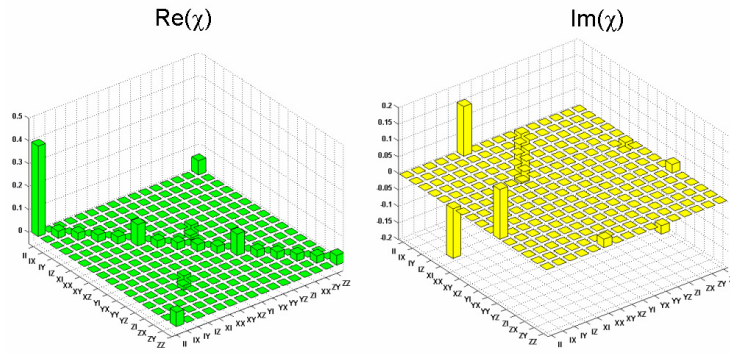 Re(χ)
Im(χ)
0.5
0.4
0.3
0.2
0.1
0
II IX IY IZ XI XX XY XZ YI YX YY YZ ZI ZX ZY ZZ
II IX IY IZ XI XX XY XZ YI YX YY YZ ZI XX ZY ZZ
0.2
0.15
0.1
0.05
0
0.05
0.1
0.15
0.2
II IX IY IZ XI XX XY XZ YI YX YY YZ ZI ZX ZY ZZ
II IX IY IZ XI XX XY XZ YI YX YY YZ ZI ZX ZY Z